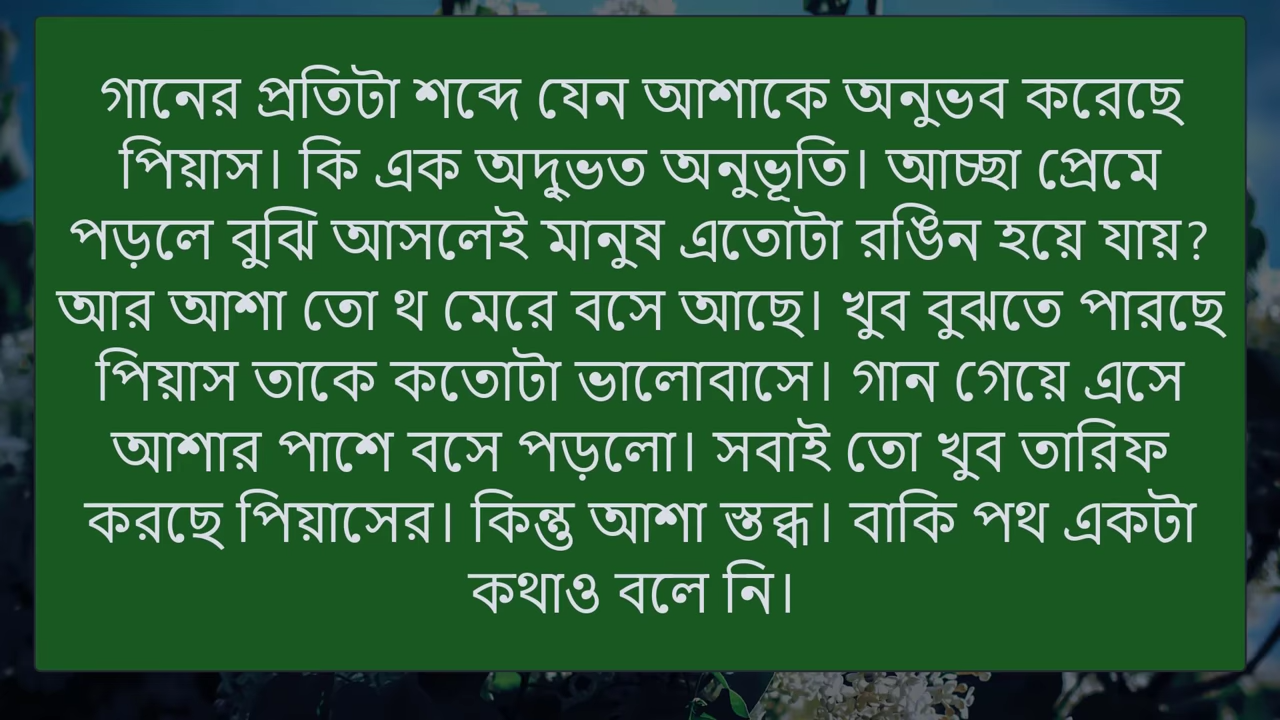 গানের প্রতিটা শব্দে যেন আশাকে অনুভব করেছে
পিয়াস। কি এক অদ্ভুত অনুভূতি। আচ্ছা প্রেমে
পড়লে বুঝি আসলেই মানুষ এতোটা রঙিন হয়ে যায়?
আর আশা তো থ মেরে বসে আছে। খুব বুঝতে পারছে
পিয়াস তাকে কতোটা ভালোবাসে। গান গেয়ে এসে
আশার পাশে বসে পড়লো। সবাই তো খুব তারিফ
করছে পিয়াসের। কিন্তু আশা স্তব্ধ। বাকি পথ একটা
কথাও বলে নি।